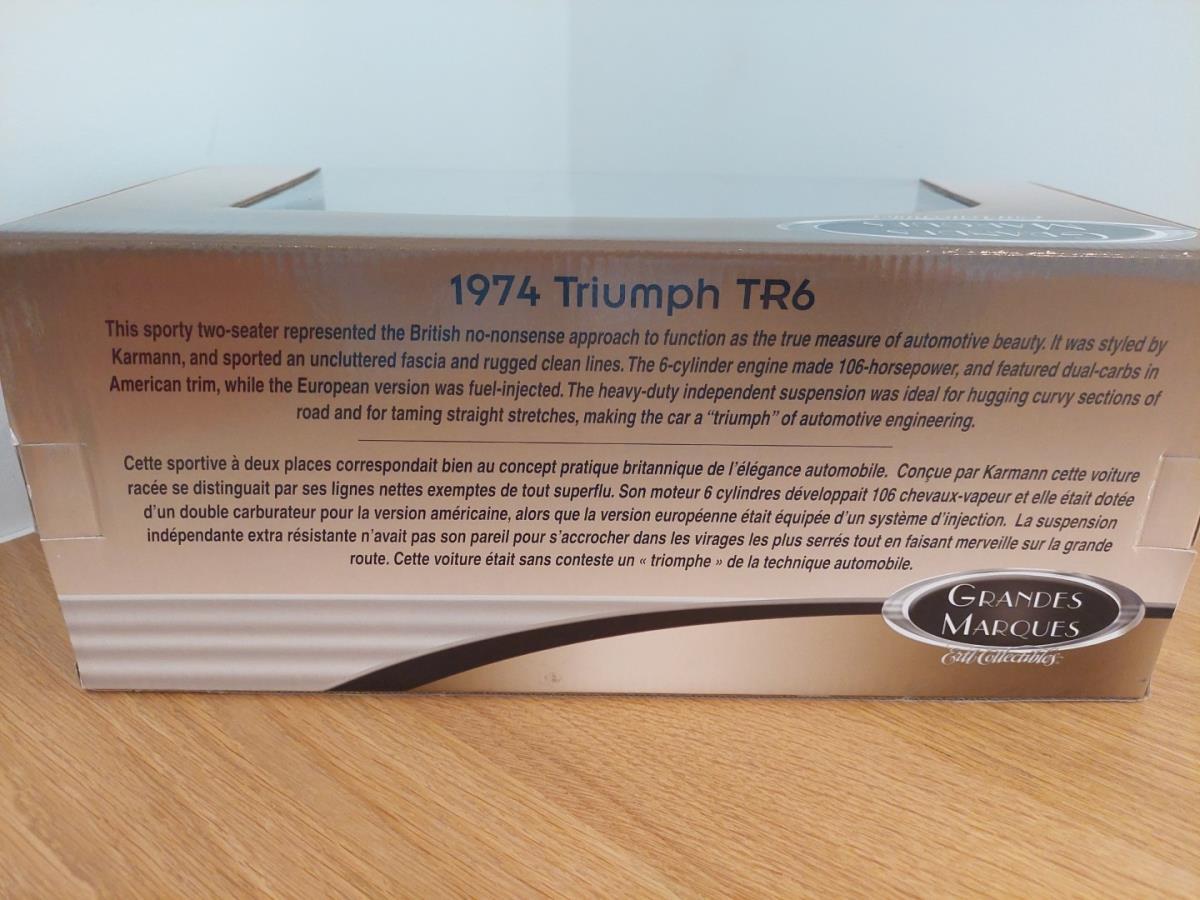 GRANDES
MARQUES
1974 Triumph TR6
This sporty two-seater represented the British no-nonsense approach to function as the true measure of automotive beauty. It was styled by
Karmann, and sported an uncluttered fascia and rugged clean lines. The 6-cylinder engine made 106-horsepower, and featured dual-carbs in
American trim, while the European version was fuel-injected. The heavy-duty independent suspension was ideal for hugging curvy sections of
road and for taming straight stretches, making the car a “triumph” of automotive engineering.
Cette sportive à deux places correspondait bien au concept pratique britannique de l'élégance automobile. Conçue par Karmann cette voiture
racée se distinguait par ses lignes nettes exemptes de tout superflu. Son moteur 6 cylindres développait 106 chevaux-vapeur et elle était dotée
d'un double carburateur pour la version américaine, alors que la version européenne était équipée d'un système d'injection. La suspension
indépendante extra résistante n'avait pas son pareil pour s'accrocher dans les virages les plus serrés tout en faisant merveille sur la grande
route. Cette voiture était sans conteste un « triomphe » de la technique automobile.
GRANDES
MARQUES
Ertl Collectibles